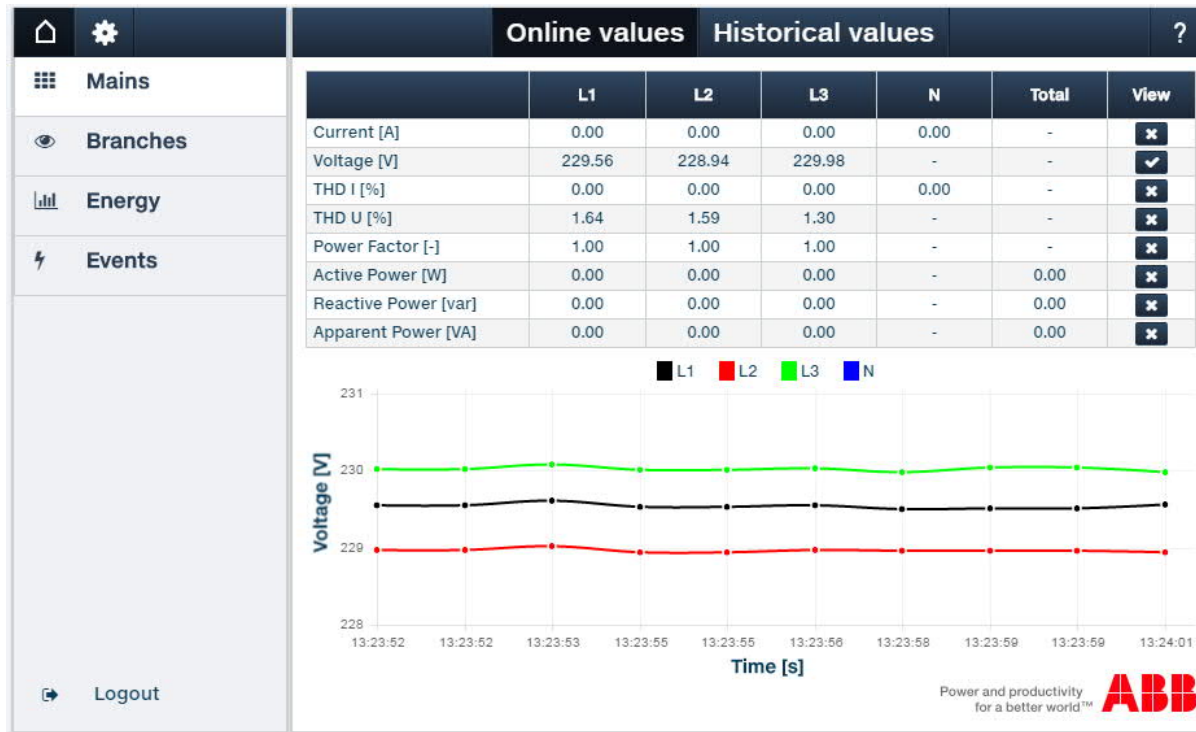 Online values Historical values ?
Mains
Branches
Energy
Events
Logout
L1 L2 L3 N Total View
Current [A] 0.00 0.00 0.00 0.00 -
Voltage [V] 229.56 228.94 229.98 - -
THD I [%] 0.00 0.00 0.00 0.00 -
THD U [%] 1.64 1.59 1.30 - -
Power Factor [-] 1.00 1.00 1.00 - -
Active Power [W] 0.00 0.00 0.00 - 0.00
Reactive Power [var] 0.00 0.00 0.00 - 0.00
Apparent Power [VA] 0.00 0.00 0.00 - 0.00
L1 L2 L3 N
Voltage [V]
231
230
229
228
13:23:52 13:23:52 13:23:53 13:23:55 13:23:55 13:23:56 13:23:58 13:23:59 13:23:59 13:24:01
Time [s]
Power and productivity
for a better world™
ABB